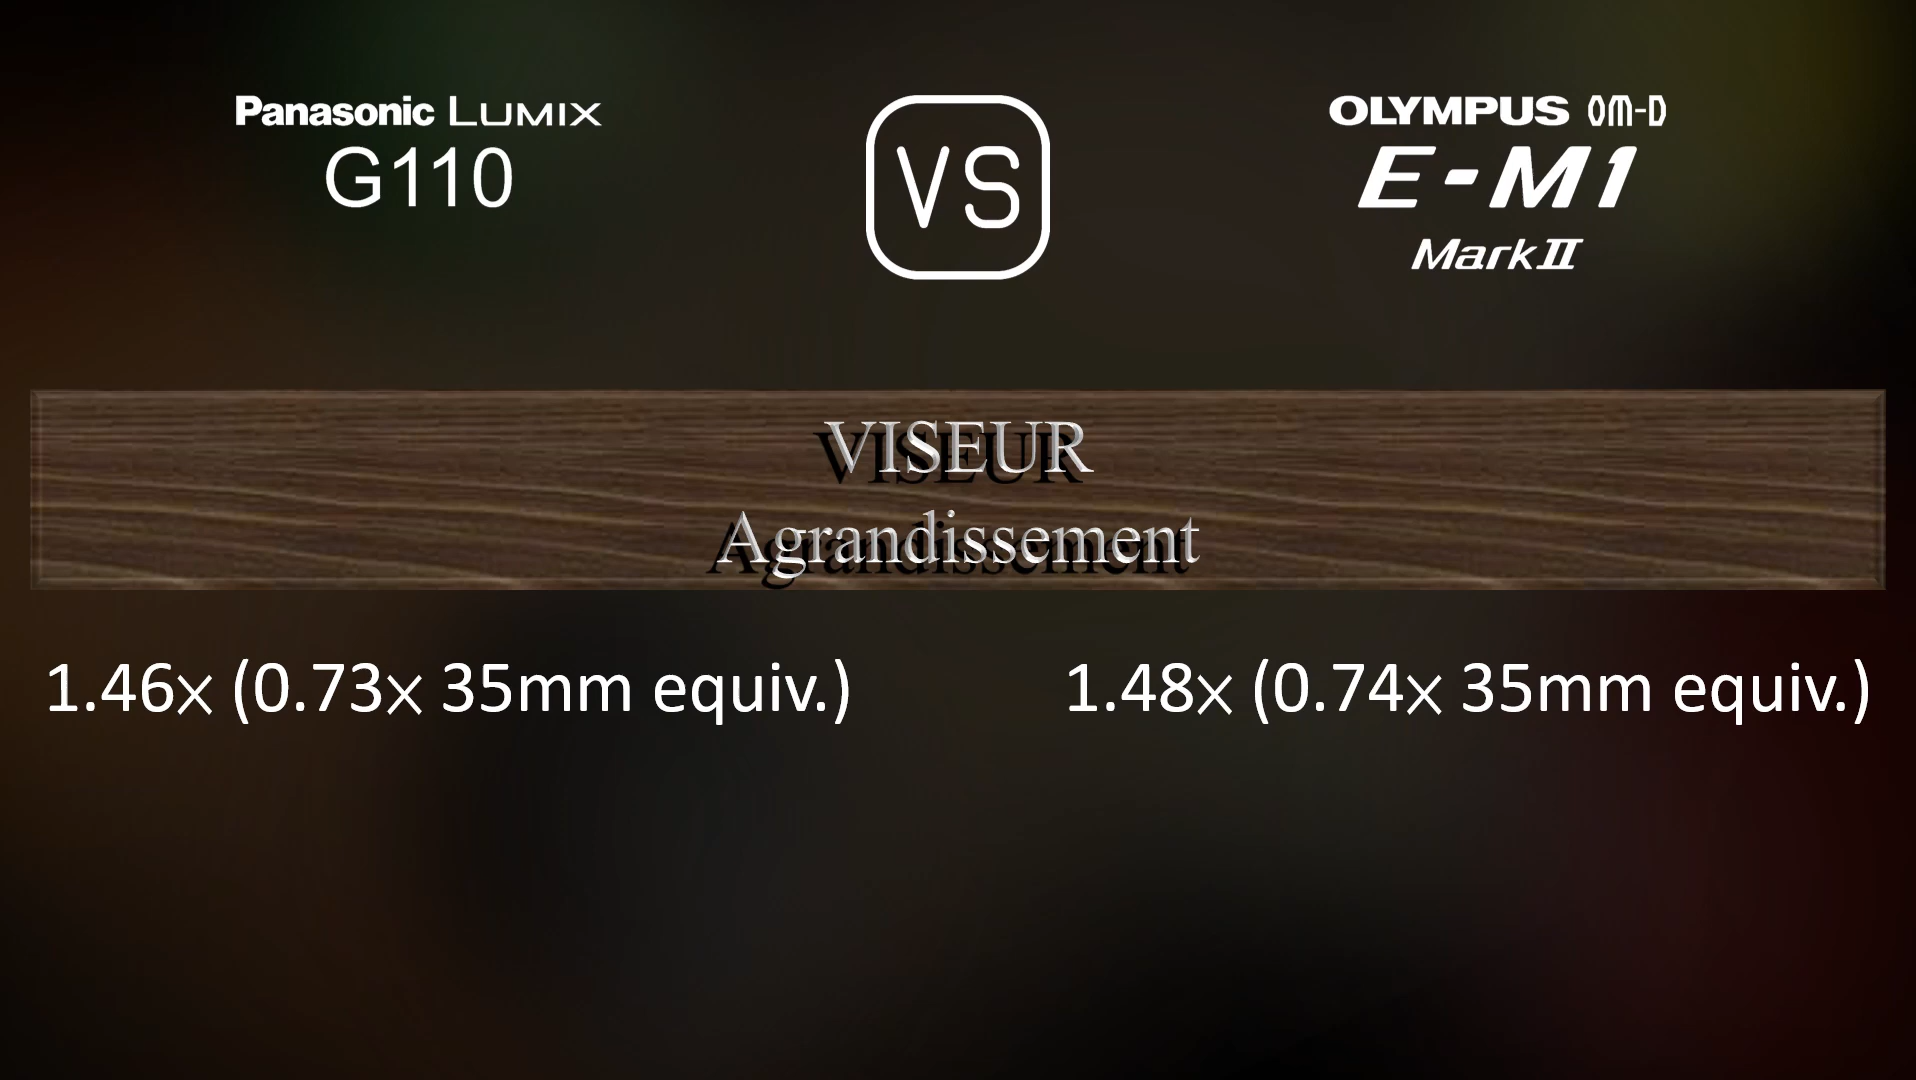 Panasonic LUMIX
G110
VS
OLYMPUS OM-D
E-M1
Mark II
VISEUR
Agrandissement
1.46x (0.73x 35mm equiv.)
1.48x (0.74x 35mm equiv.)